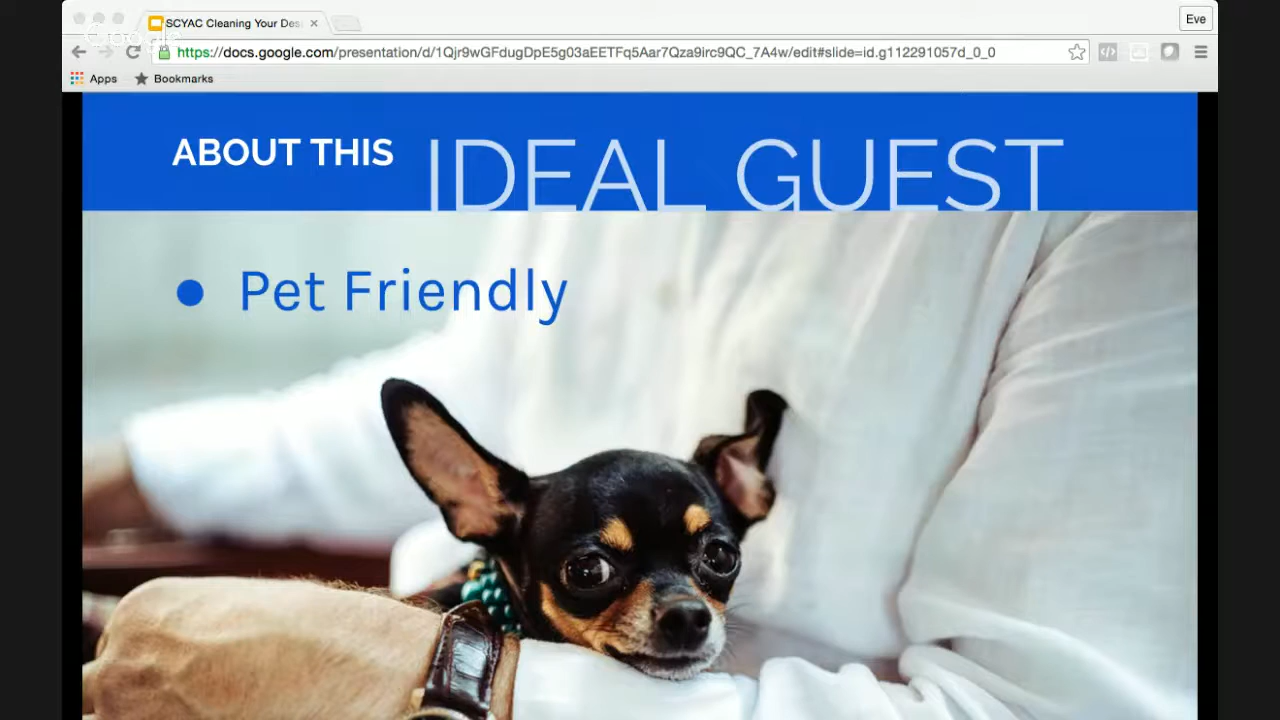 SCYAC Cleaning Your Des
Eve
Google
https://docs.google.com/presentation/d/1Qjr9wGFdugDpE5g03aEETFq5Aar7Qza9irc9QC_7A4w/edit#slide=id.g112291057d_0_0
Apps Bookmarks
ABOUT THIS IDEAL GUEST
● Pet Friendly